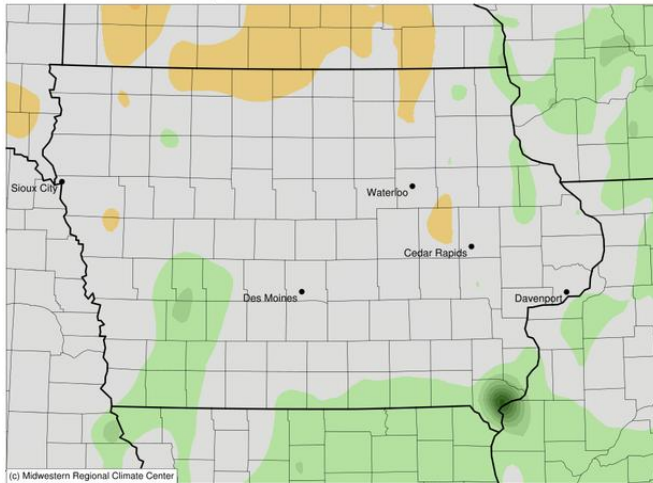 Sioux City
Waterloo
Cedar Rapids
Des Moines
Davenport
(c) Midwestern Regional Climate Center